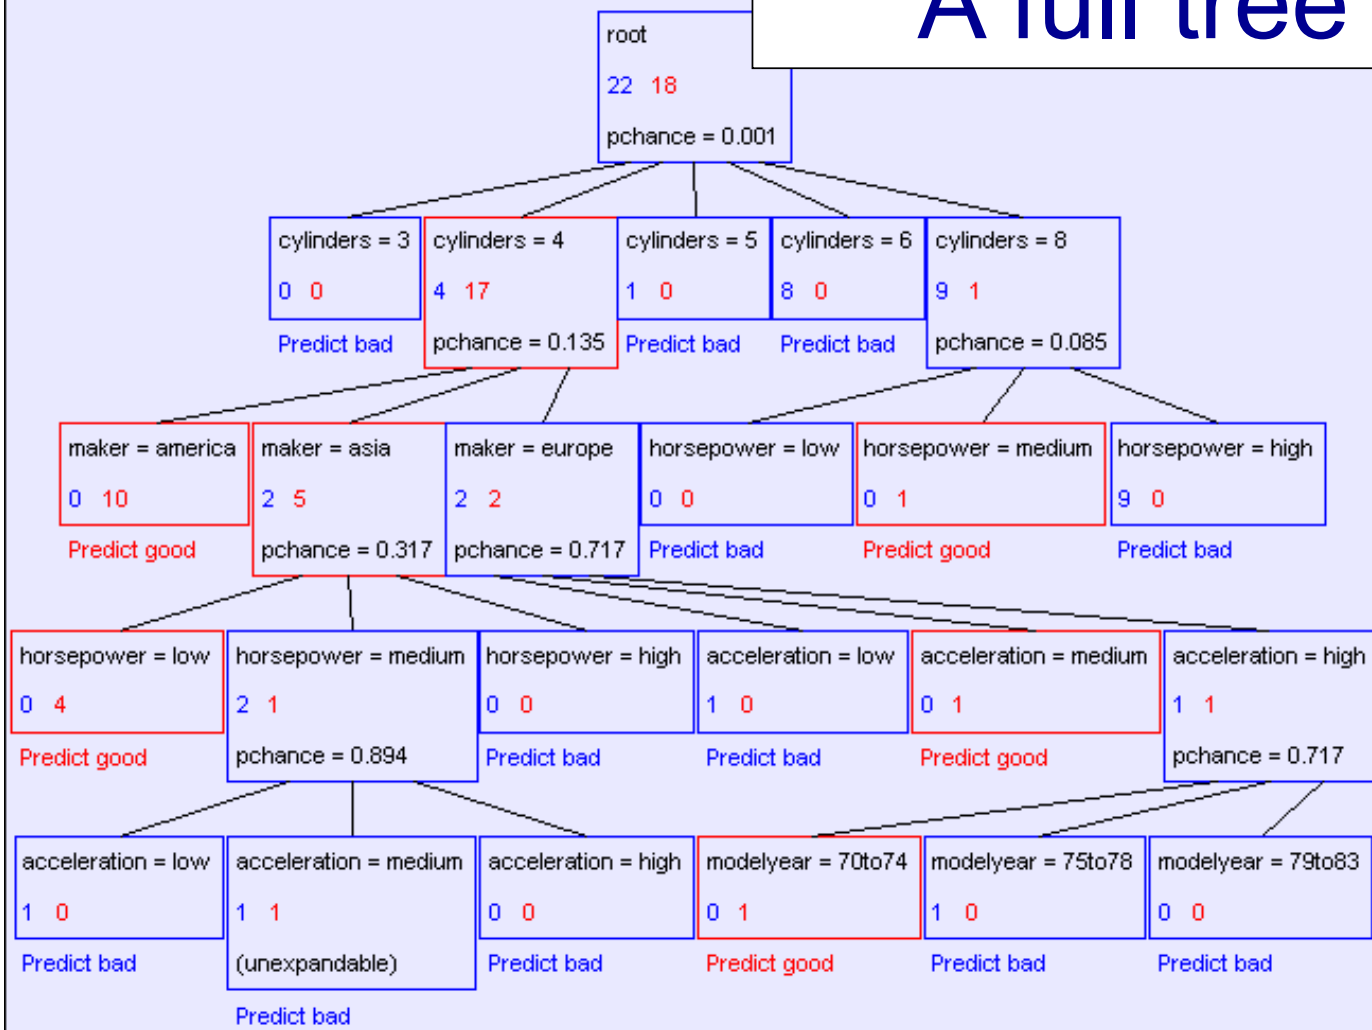 A full tree
root
22 18
pchance = 0.001
cylinders = 3
0 0
Predict bad
cylinders = 4
4 17
pchance = 0.135
cylinders = 5
1 0
Predict bad
cylinders = 6
8 0
Predict bad
cylinders = 8
9 1
pchance = 0.085
maker = america
0 10
Predict good
maker = asia
2 5
pchance = 0.317
maker = europe
2 2
pchance = 0.717
horsepower = low
0 0
Predict bad
horsepower = medium
0 1
Predict good
horsepower = high
9 0
Predict bad
horsepower = low
0 4
Predict good
horsepower = medium
2 1
pchance = 0.894
horsepower = high
0 0
Predict bad
acceleration = low
1 0
Predict bad
acceleration = medium
0 1
Predict good
acceleration = high
1 1
pchance = 0.717
acceleration = low
1 0
Predict bad
acceleration = medium
1 1
(unexpandable)
Predict bad
acceleration = high
0 0
Predict bad
modelyear = 70to74
0 1
Predict good
modelyear = 75to78
1 0
Predict bad
modelyear = 79to83
0 0
Predict bad